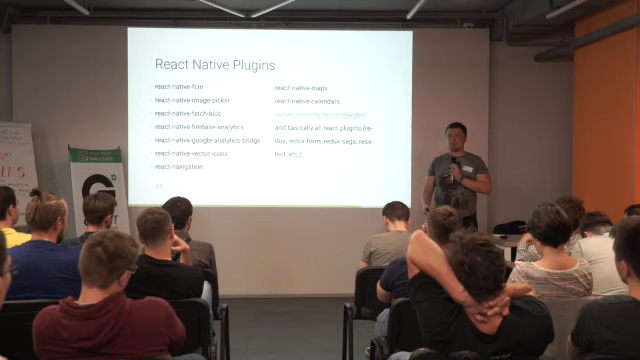 React Native Plugins
react-native-fcm
react-native-image-picker
react-native-fetch-blob
react-native-firebase-analytics
react-native-google-analytics-bridge
react-native-vector-icons
react-navigation
react-native-maps
react-native-calendars
and basically all react plugins (re-
dux, redux-form, redux-saga, rese-
lect, etc.)
24
G